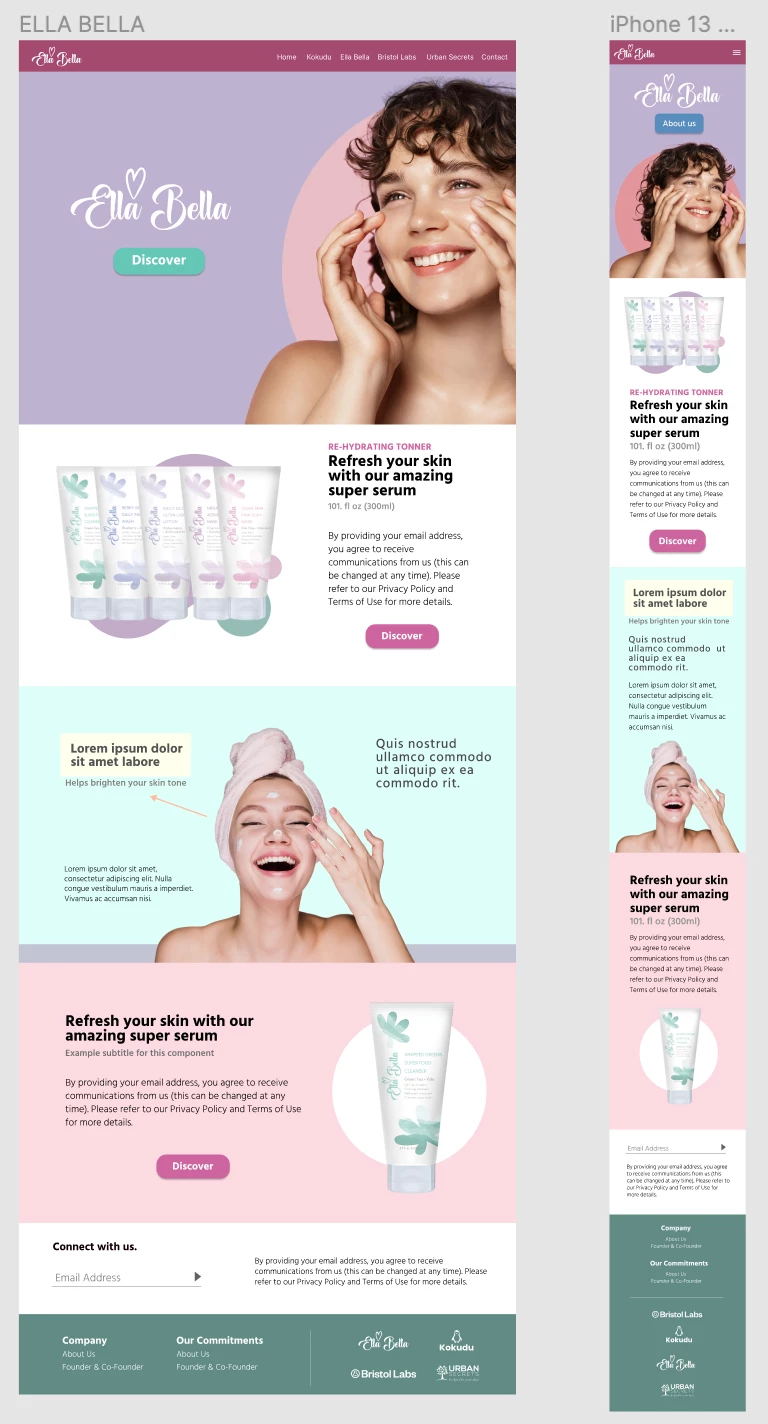 ELLA BELLA
Ella Bella
Home Kokudu Ella Bella Bristol Labs Urban Secrets Contact
Ella Bella
Discover
RE-HYDRATING TONNER
Refresh your skin
with our amazing
super serum
101. fl oz (300ml)
By providing your email address,
you agree to receive
communications from us (this can
be changed at any time). Please
refer to our Privacy Policy and
Terms of Use for more details.
Discover
Ella Bella
Ella Bella
Ella Bella
Ella Bella
Ella Bella
Lorem ipsum dolor
sit amet labore
Helps brighten your skin tone
Quis nostrud
ullamco commodo
ut aliquip ex ea
commodo rit.
Lorem ipsum dolor sit amet,
consectetur adipiscing elit. Nulla
congue vestibulum mauris a imperdiet.
Vivamus ac accumsan nisi.
Refresh your skin with our
amazing super serum
Example subtitle for this component
By providing your email address, you agree to receive
communications from us (this can be changed at any
time). Please refer to our Privacy Policy and Terms of Use
for more details.
Discover
Ella Bella
SUPER FOOD
CLEANSER
Connect with us.
Email Address
By providing your email address, you agree to receive
communications from us (this can be changed at any time). Please
refer to our Privacy Policy and Terms of Use for more details.
Company
About Us
Founder & Co-Founder
Our Commitments
About Us
Founder & Co-Founder
Ella Bella
Kokudu
Bristol Labs
URBAN
SECRETS
iPhone 13 ...
Ella Bella
Ella Bella
About us
RE-HYDRATING TONNER
Refresh your skin
with our amazing
super serum
101. fl oz (300ml)
By providing your email address,
you agree to receive
communications from us (this can
be changed at any time). Please
refer to our Privacy Policy and
Terms of Use for more details.
Discover
Lorem ipsum dolor
sit amet labore
Helps brighten your skin tone
Quis nostrud
ullamco commodo ut
aliquip ex ea
commodo rit.
Lorem ipsum dolor sit amet,
consectetur adipiscing elit.
Nulla congue vestibulum
mauris a imperdiet. Vivamus ac
accumsan nisi.
Refresh your skin
with our amazing
super serum
101. fl oz (300ml)
By providing your email address,
you agree to receive
communications from us (this can
be changed at any time). Please
refer to our Privacy Policy and
Terms of Use for more details.
Ella Bella
Email Address
By providing your email address, you agree
to receive communications from us (this
can be changed at any time). Please refer to
our Privacy Policy and Terms of Use for
more details.
Company
About Us
Founder & Co-Founder
Our Commitments
About Us
Founder & Co-Founder
Bristol Labs
Kokudu
Ella Bella
URBAN
SECRETS